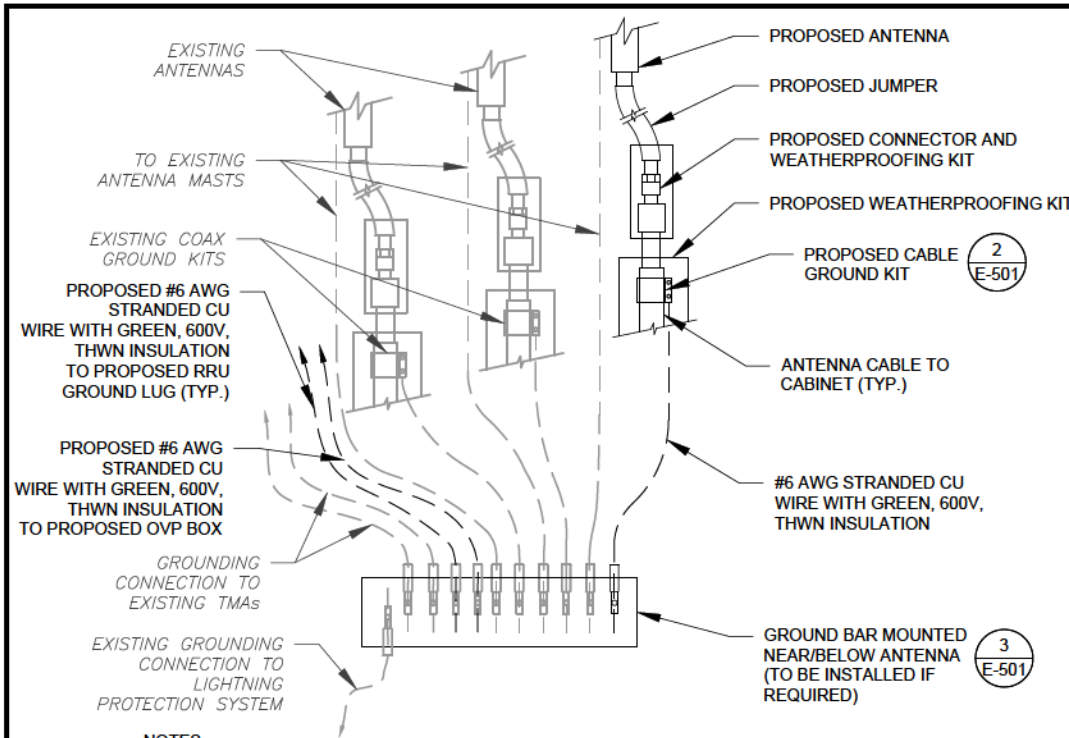 EXISTING
ANTENNAS
TO EXISTING
ANTENNA MASTS
EXISTING COAX
GROUND KITS
PROPOSED #6 AWG
STRANDED CU
WIRE WITH GREEN, 600V,
THWN INSULATION
TO PROPOSED RRU
GROUND LUG (TYP.)
PROPOSED #6 AWG
STRANDED CU
WIRE WITH GREEN, 600V,
THWN INSULATION
TO PROPOSED OVP BOX
GROUNDING
CONNECTION TO
EXISTING TMAs
EXISTING GROUNDING
CONNECTION TO
LIGHTNING
PROTECTION SYSTEM
PROPOSED ANTENNA
PROPOSED JUMPER
PROPOSED CONNECTOR AND
WEATHERPROOFING KIT
PROPOSED WEATHERPROOFING KIT
PROPOSED CABLE
GROUND KIT
2
E-501
ANTENNA CABLE TO
CABINET (TYP.)
#6 AWG STRANDED CU
WIRE WITH GREEN, 600V,
THWN INSULATION
GROUND BAR MOUNTED
NEAR/BELOW ANTENNA
(TO BE INSTALLED IF
REQUIRED)
3
E-501